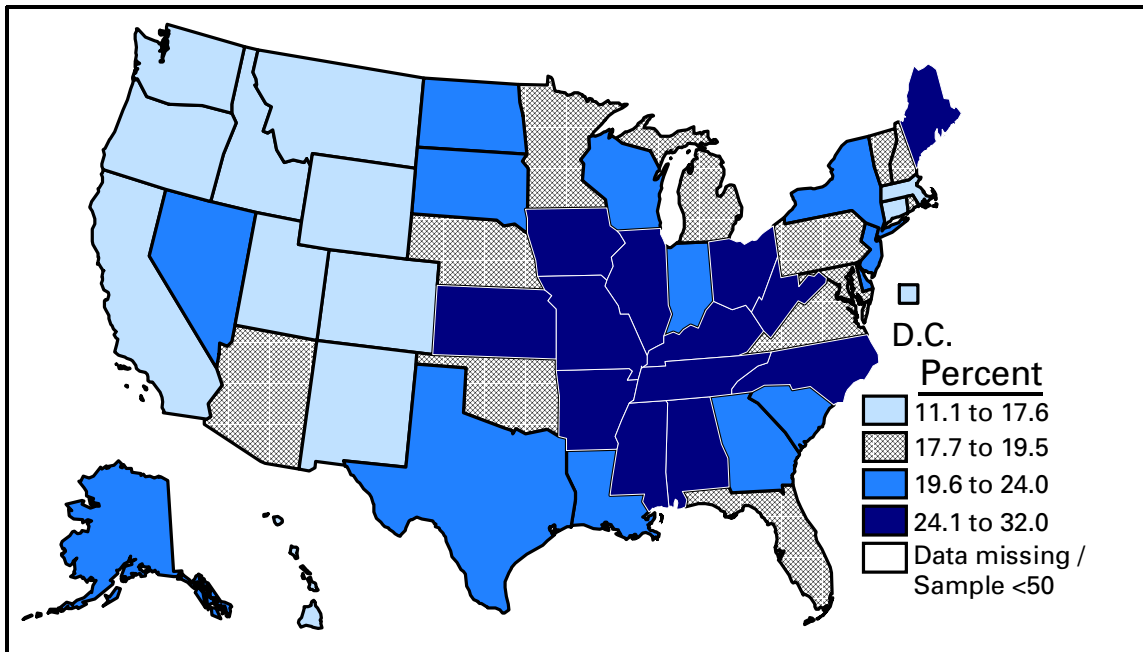 D.C.
Percent
11.1 to 17.6
17.7 to 19.5
19.6 to 24.0
24.1 to 32.0
Data missing /
Sample <50